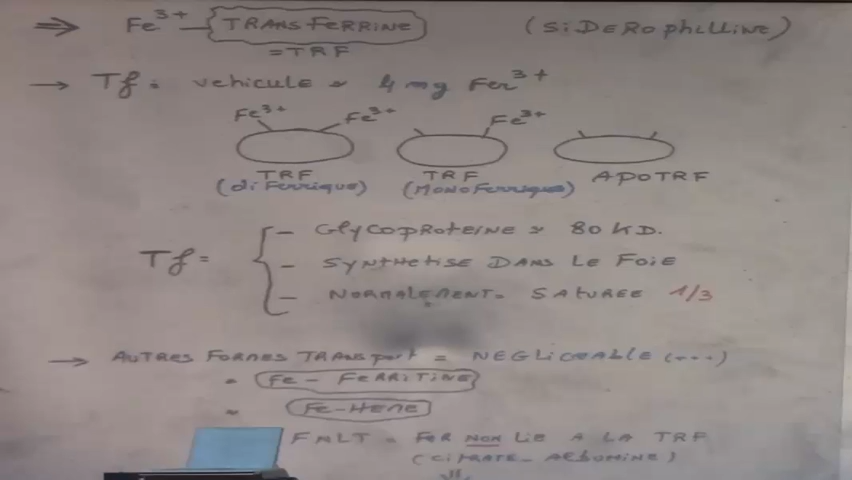 ⇒ Fe³⁺ – TRANSFERRINE (SiDEROPhiLLiNE)
= TRF
→ Tf: vehicule ≈ 4 mg Fer³⁺
Fe³⁺ Fe³⁺ Fe³⁺
TRF TRF APOTRF
(diFerrique) (MONOFerrique)
Tf = { – GlyCOPROTEINE ≈ 80 KD.
– SYNTHETISE DANS LE FOIE
– NORMALEMENT = SATUREE 1/3
→ AUTRES FORMES TRANSPORT = NEGLIGEABLE (...)
Fe – FERRITINE
Fe-HEME
FNLT = FER NON LiE A LA TRF
(CiTRATE – ALBUMINE)